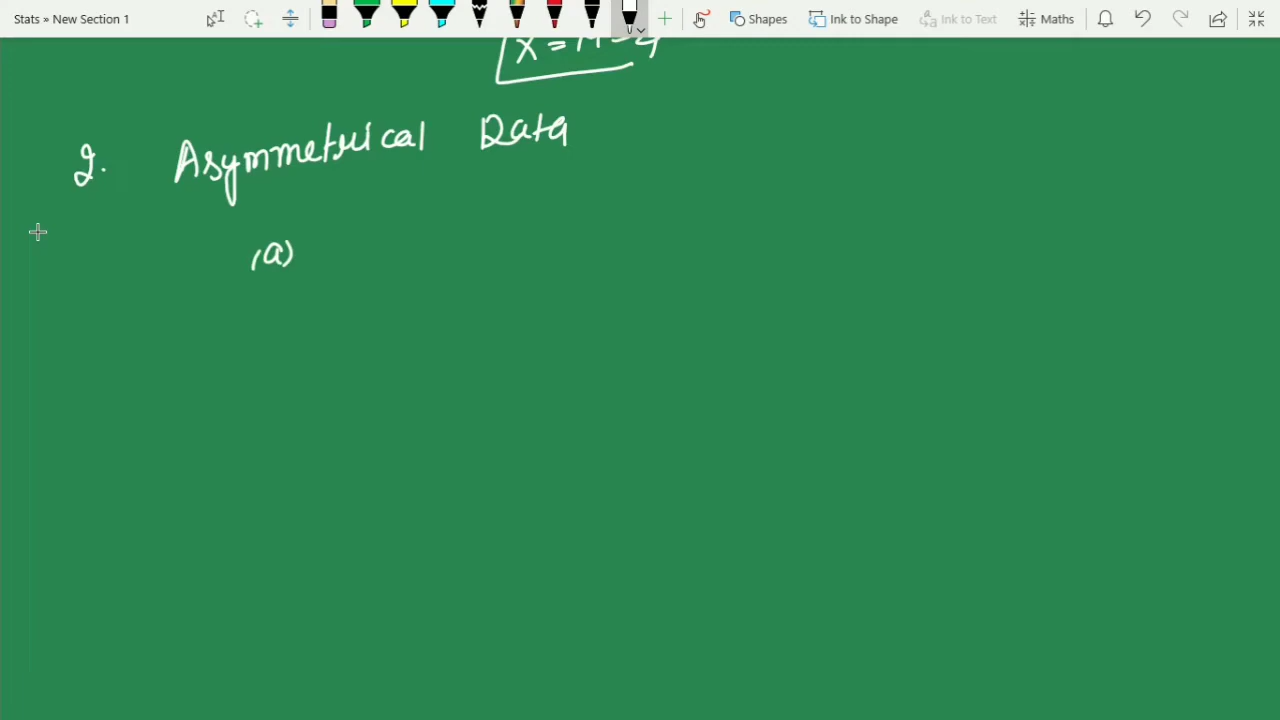 Stats » New Section 1
Shapes
Ink to Shape
Ink to Text
Maths
2. Asymmetrical Data
(a)